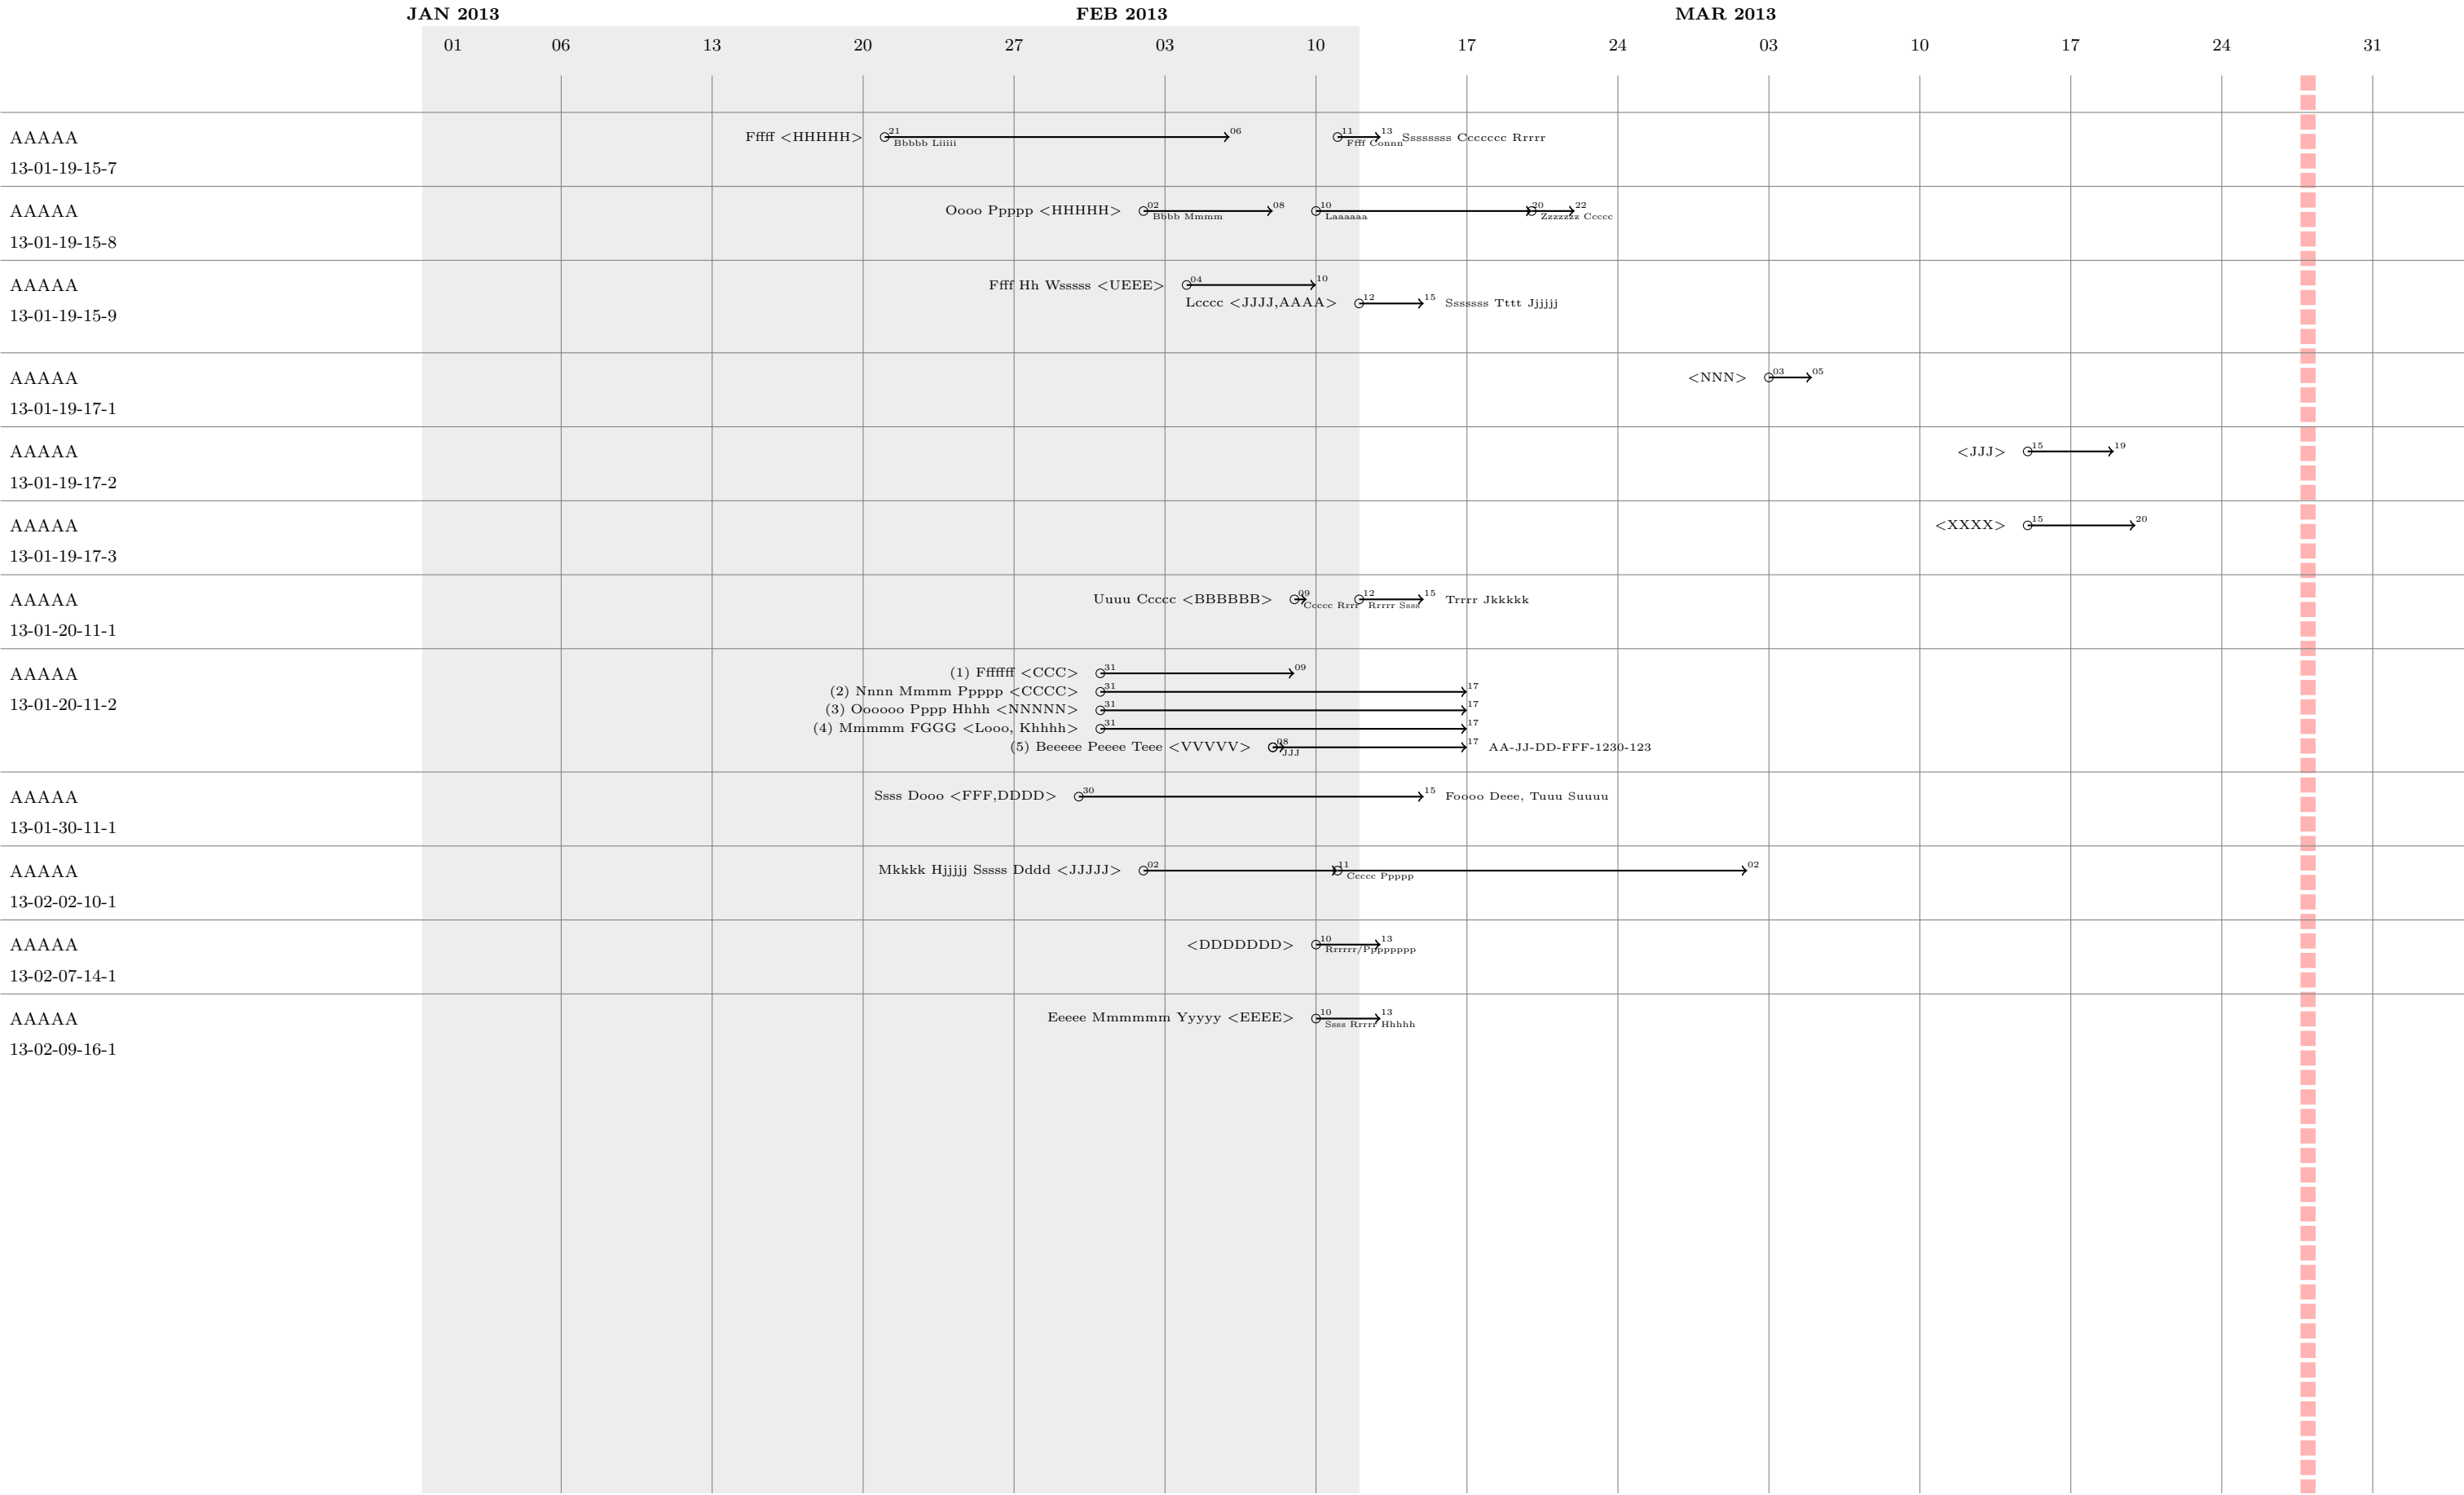 JAN 2013 FEB 2013 MAR 2013
01 06 13 20 27 03 10 17 24 03 10 17 24 31
AAAAA Fffff <HHHHH> 21 06 11 13 Ssssssss Ccccccc Rrrrr
Bbbbb Liiiii Ffff Connn
13-01-19-15-7
AAAAA Oooo Ppppp <HHHHH> 02 08 10 20 22
Bbbb Mmmm Laaaaaa Zzzzzzz Ccccc
13-01-19-15-8
AAAAA Ffff Hh Wsssss <UEEE> 04 10
Lcccc <JJJJ,AAAA> 12 15 Sssssss Tttt Jjjjjj
13-01-19-15-9
AAAAA <NNN> 03 05
13-01-19-17-1
AAAAA <JJJ> 15 19
13-01-19-17-2
AAAAA <XXXX> 15 20
13-01-19-17-3
AAAAA Uuuu Ccccc <BBBBBB> 09 12 15 Trrrr Jkkkkk
Ccccc Rrrr Rrrrr Ssss
13-01-20-11-1
AAAAA (1) Fffffff <CCC> 31 09
(2) Nnnn Mmmm Ppppp <CCCC> 31 17
13-01-20-11-2 (3) Oooooo Pppp Hhhh <NNNNN> 31 17
(4) Mmmmm FGGG <Looo, Khhhh> 31 17
(5) Beeeee Peeee Teee <VVVVV> 08 17 AA-JJ-DD-FFF-1230-123
JJJ
AAAAA Ssss Dooo <FFF,DDDD> 30 15 Foooo Deee, Tuuu Suuuu
13-01-30-11-1
AAAAA Mkkkk Hjjjjj Sssss Dddd <JJJJJ> 02 11 02
Ccccc Ppppp
13-02-02-10-1
AAAAA <DDDDDDD> 10 13
Rrrrrr/Pppppppp
13-02-07-14-1
AAAAA Eeeee Mmmmmm Yyyyy <EEEE> 10 13
Ssss Rrrrr Hhhhh
13-02-09-16-1